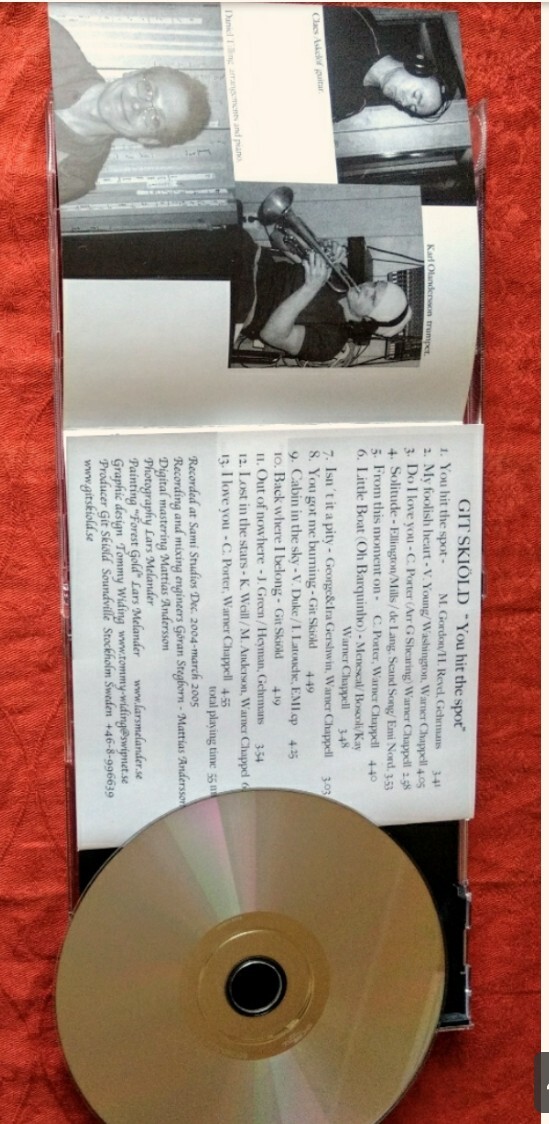 Claes Askelöf guitar.
Karl Olandersson trumpet.
Daniel Tilling arrangements and piano.
GIT SKIÖLD "You hit the spot"
1. You hit the spot - M. Gordon/H. Revel, Gehrmans 3.41
2. My foolish heart - V. Young/Washington, Warner Chappell 4.05
3. Do I love you - C. Porter (Arr G Shearing) Warner Chappell 2.58
4. Solitude - Ellington/Mills/ de Lang, Scand Song/ Emi Nord 3.53
5. From this moment on - C. Porter, Warner Chappell 4.40
6. Little Boat (Oh Barquinho) - Menescal/ Boscoli/Kay
Warner Chappell 3.48
7. Isn´t it a pity - George&Ira Gershwin, Warner Chappell 3.03
8. You got me burning - Git Skiöld 4.49
9. Cabin in the sky - V. Duke/ J. Latouche, EMI cp 4.25
10. Back where I belong - Git Skiöld 4.19
11. Out of nowhere - J. Green / Heyman, Gehrmans 3.54
12. Lost in the stars - K. Weill / M. Anderson, Warner Chappel
13. I love you - C. Porter, Warner Chappell 4.55
total playing time 55
Recorded at Sami Studios Dec. 2004-march 2005
Recording and mixing engineers Göran Stegborn - Mattias Andersson
Digital mastering Mattias Anderson
Photography Lars Melander
Painting "Forest Gold" Lars Melander www.larsmelander.se
Graphic design Tommy Widing www.tommy-widing@swipnet.se
Producer Git Skiöld Soundville Stockholm Sweden +46-8-996639
www.gitskiold.se